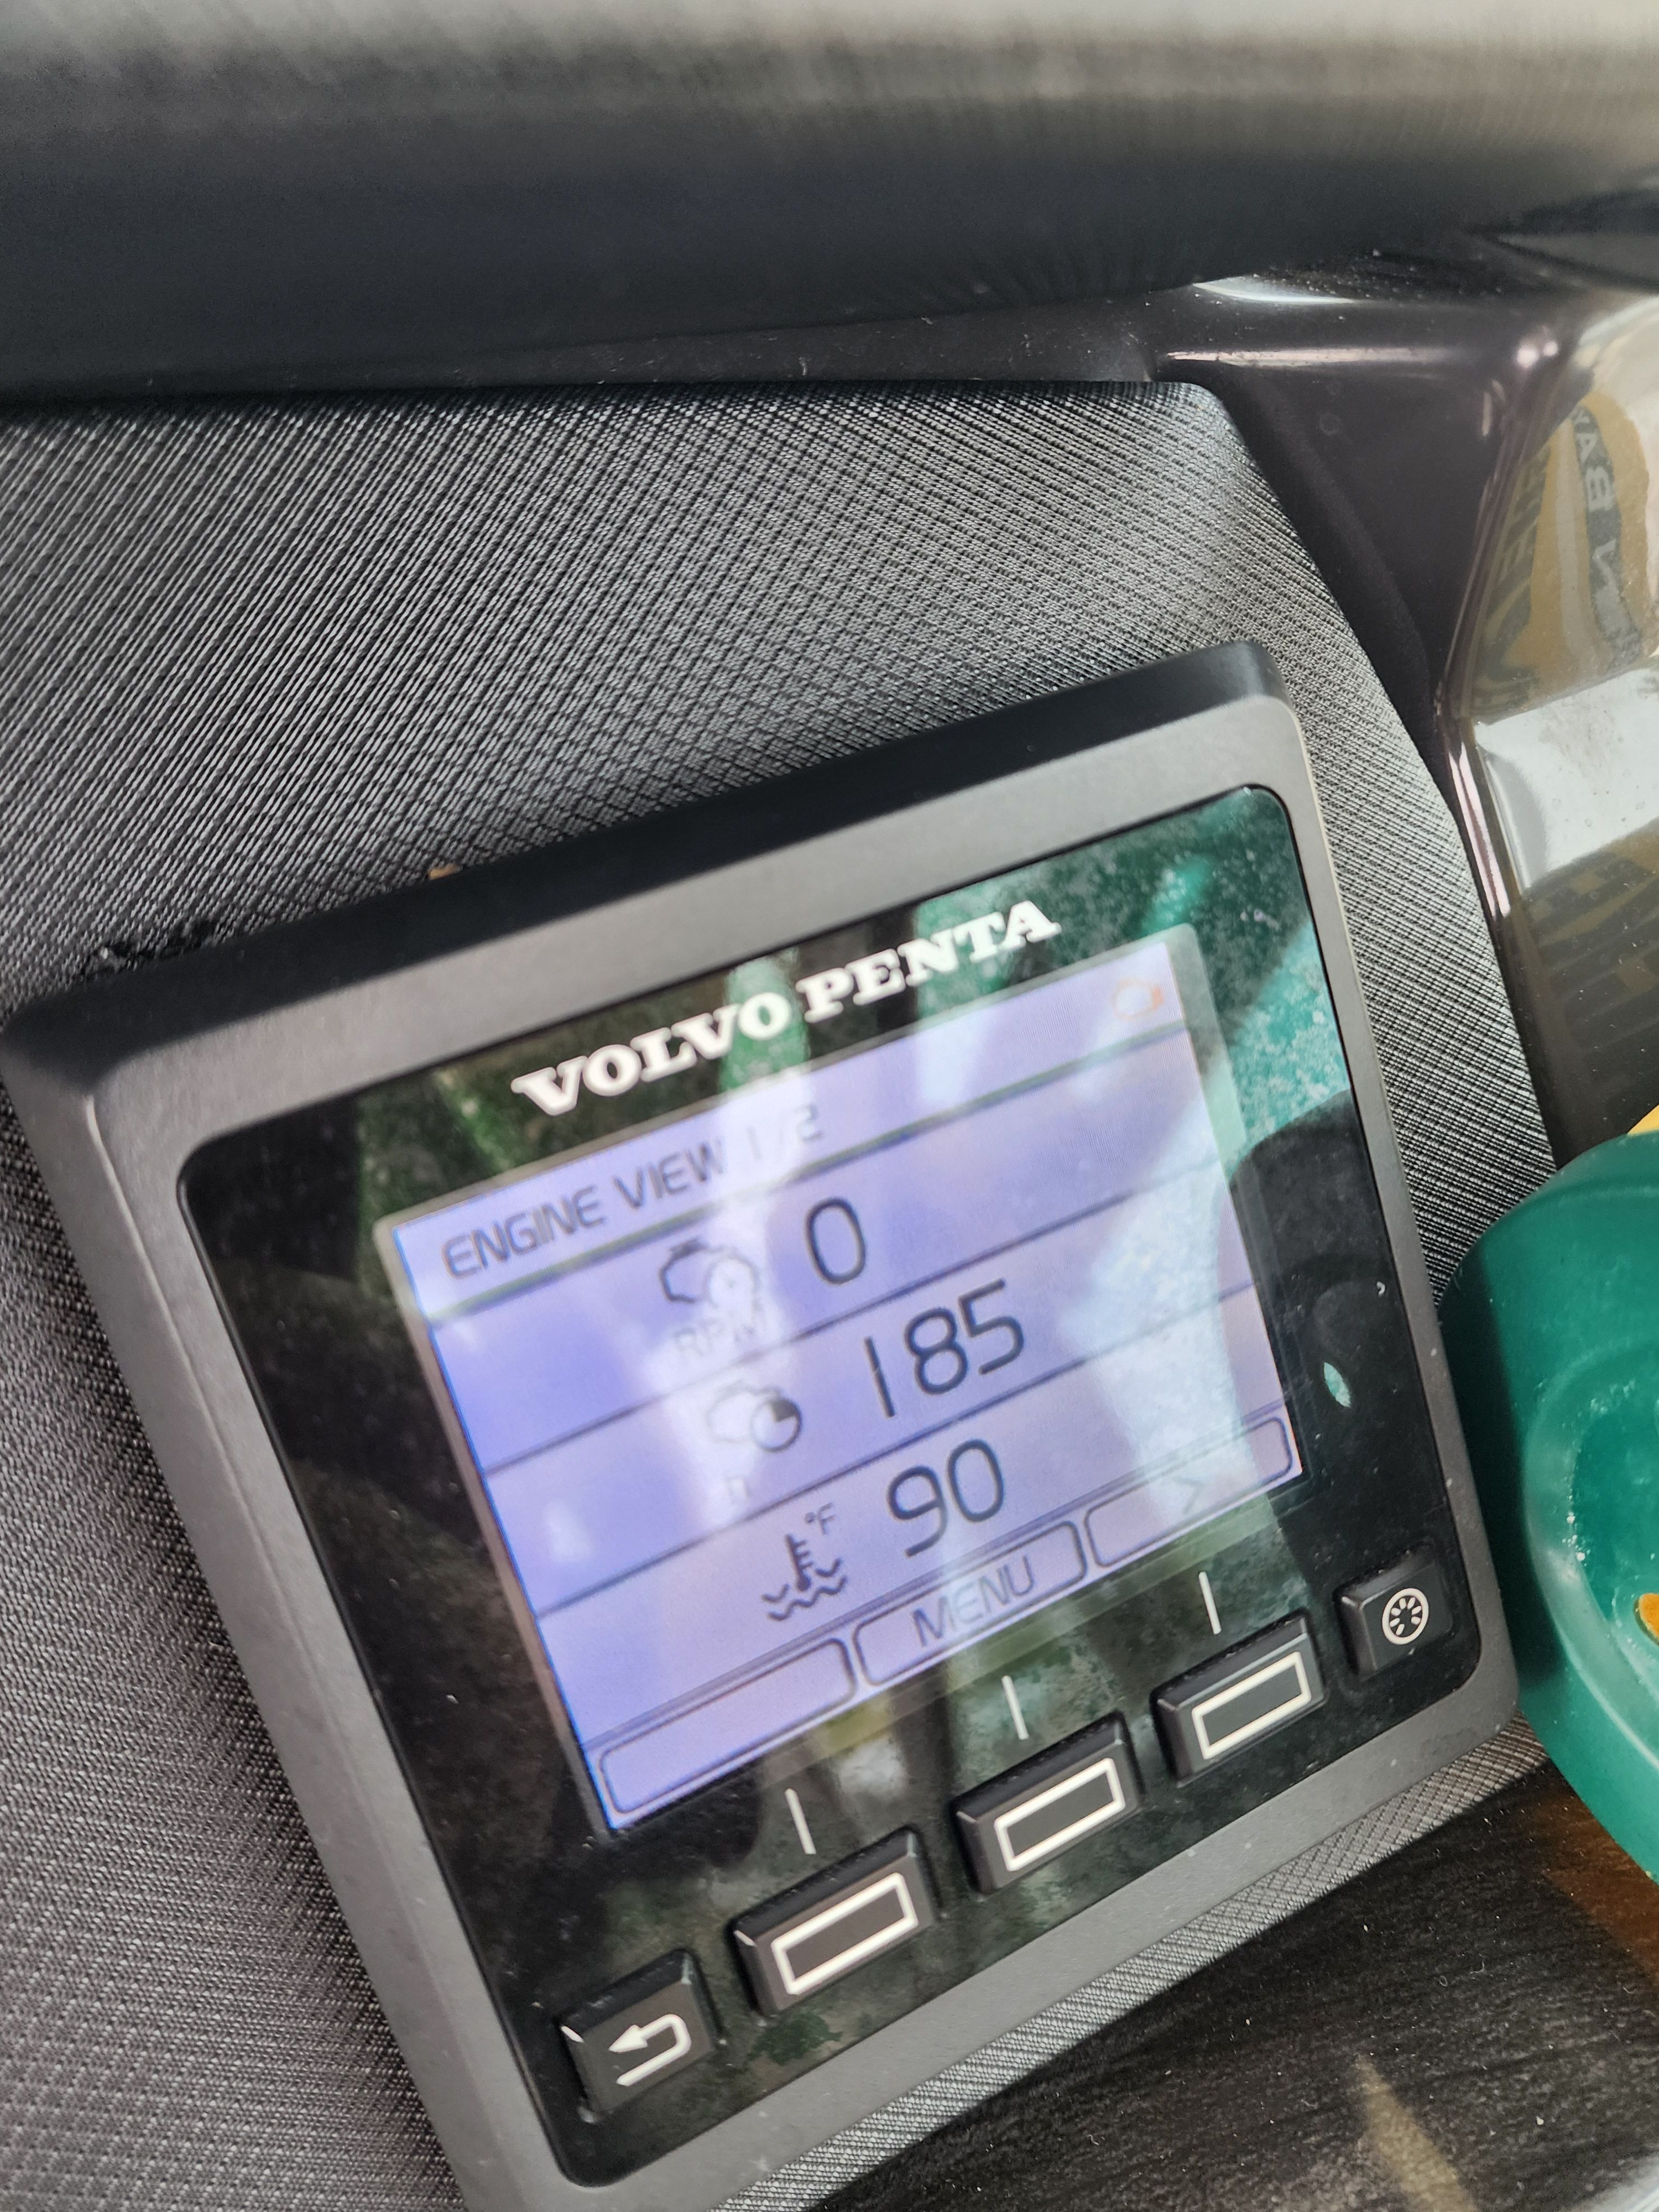 VOLVO PENTA
ENGINE VIEW 1/2
RPM 0
h 185
°F 90
MENU >